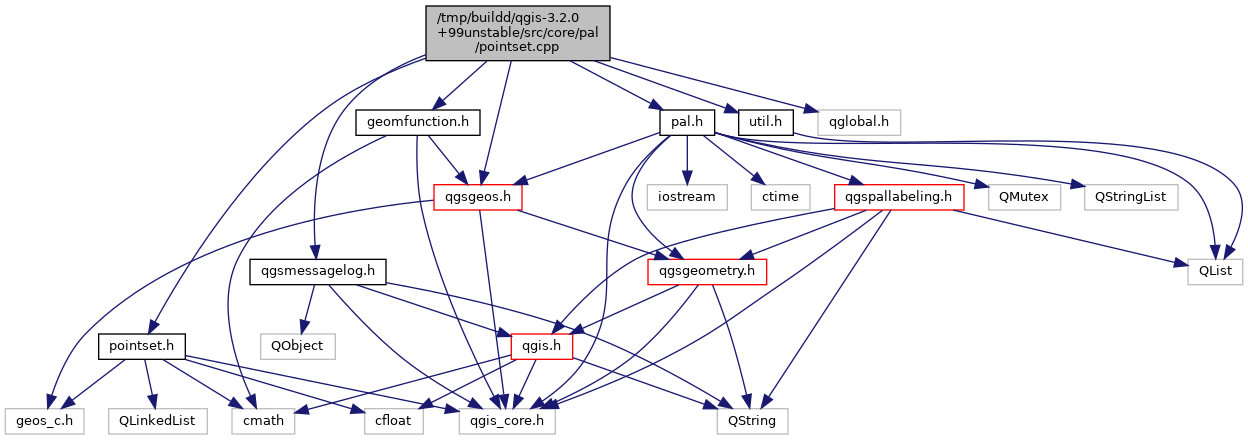 /tmp/buildd/qgis-3.2.0
+99unstable/src/core/pal
/pointset.cpp
geomfunction.h
pal.h
util.h
qglobal.h
qgsgeos.h
iostream
ctime
qgspallabeling.h
QMutex
QStringList
qgsmessagelog.h
qgsgeometry.h
QList
pointset.h
QObject
qgis.h
geos_c.h
QLinkedList
cmath
cfloat
qgis_core.h
QString